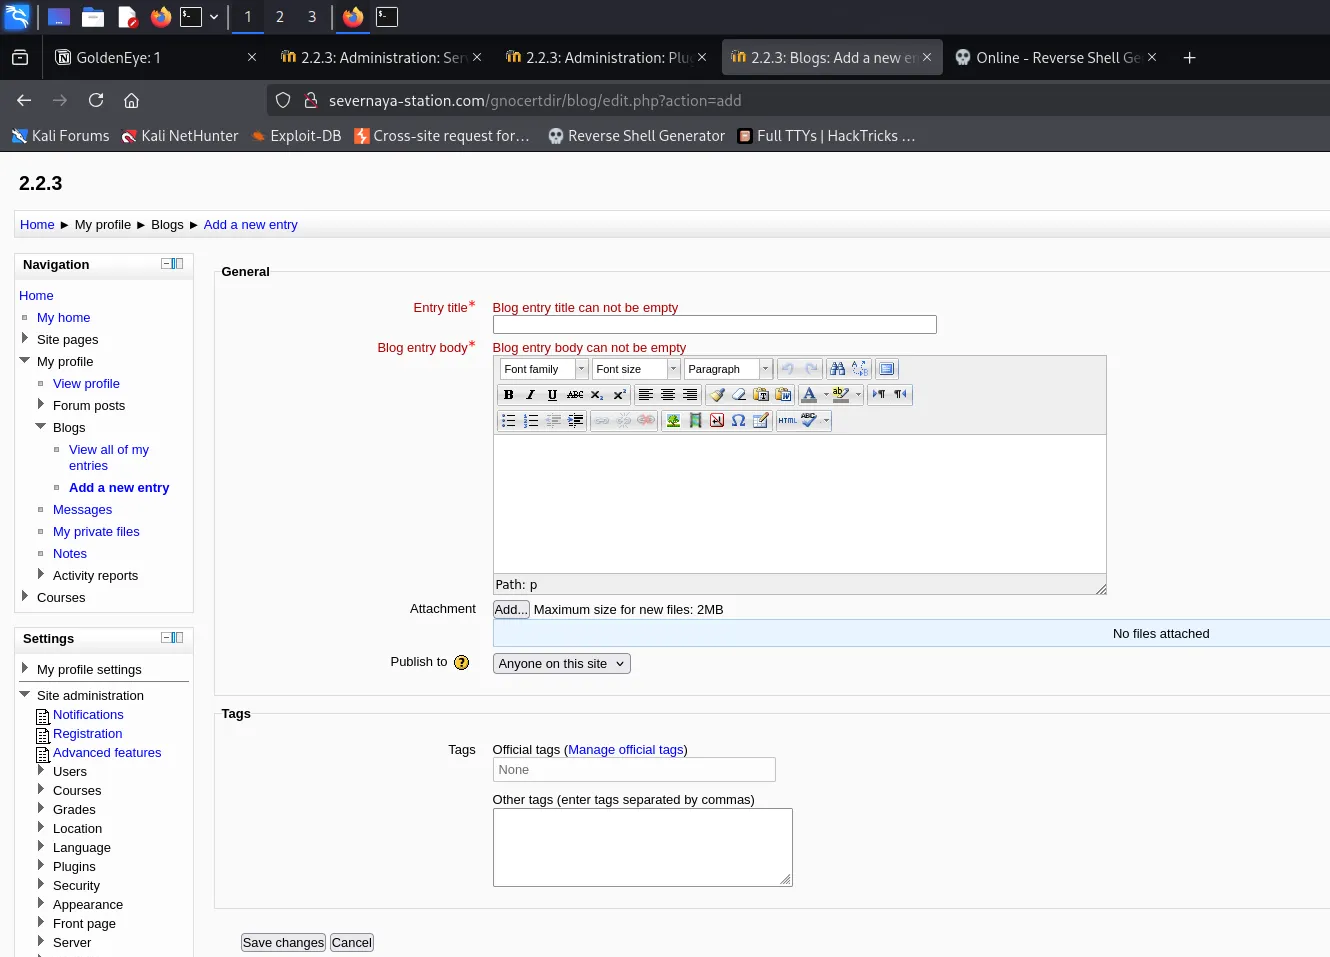 1 2 3
GoldenEye: 1
2.2.3: Administration: Ser
2.2.3: Administration: Plu
2.2.3: Blogs: Add a new en
Online - Reverse Shell Ge
severnaya-station.com/gnocertdir/blog/edit.php?action=add
Kali Forums Kali NetHunter Exploit-DB Cross-site request for… Reverse Shell Generator Full TTYs | HackTricks …
2.2.3
Home ► My profile ► Blogs ► Add a new entry
Navigation
Home
My home
Site pages
My profile
View profile
Forum posts
Blogs
View all of my
entries
Add a new entry
Messages
My private files
Notes
Activity reports
Courses
Settings
My profile settings
Site administration
Notifications
Registration
Advanced features
Users
Courses
Grades
Location
Language
Plugins
Security
Appearance
Front page
Server
General
Entry title* Blog entry title can not be empty
Blog entry body* Blog entry body can not be empty
Font family Font size Paragraph
B I U ABC X₂ X²
HTML ABC
Path: p
Attachment Add... Maximum size for new files: 2MB
No files attached
Publish to ? Anyone on this site
Tags
Tags Official tags (Manage official tags)
None
Other tags (enter tags separated by commas)
Save changes Cancel